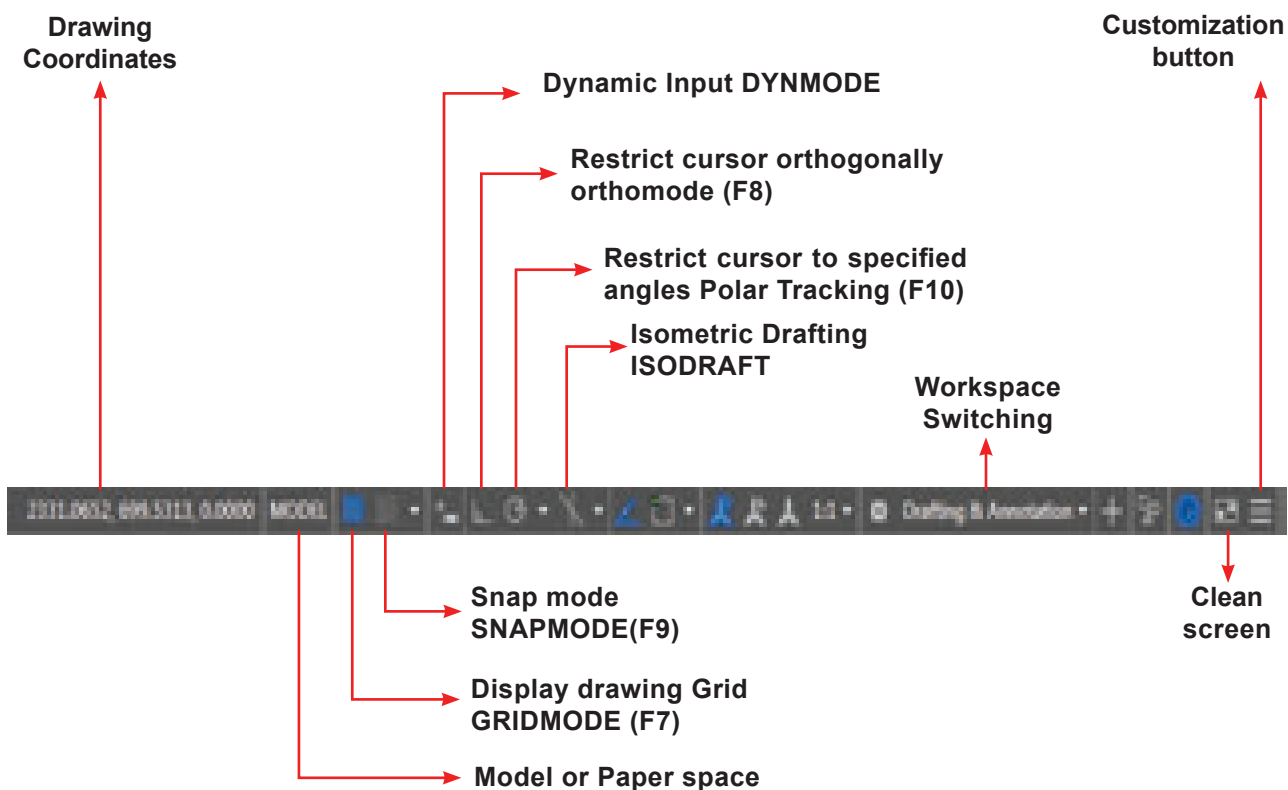 Drawing
Coordinates
Customization
button
Dynamic Input DYNMODE
Restrict cursor orthogonally
orthomode (F8)
Restrict cursor to specified
angles Polar Tracking (F10)
Isometric Drafting
ISODRAFT
Workspace
Switching
MODEL 1:1 Drafting & Annotation
Snap mode
SNAPMODE(F9)
Clean
screen
Display drawing Grid
GRIDMODE (F7)
Model or Paper space